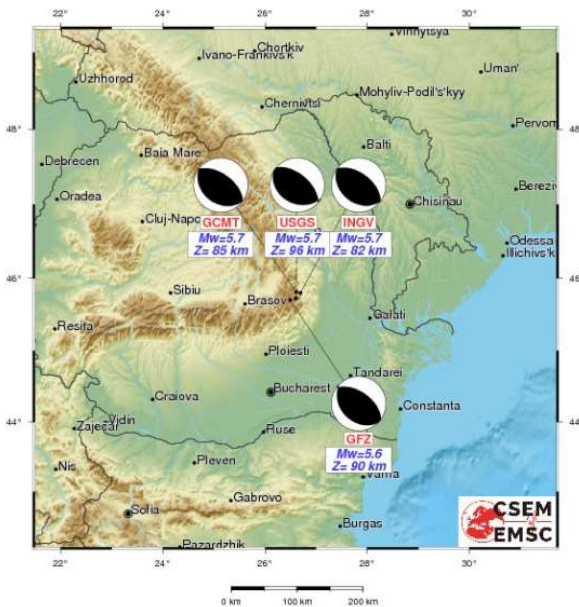 22° 24° 26° 28° 30°
Vinnytsya
Chortkiv
Ivano-Frankivs'k
Uman'
Uzhhorod
Mohyliv-Podil's'kyy
Chernivtsi
48° 48°
Pervom
Balti
Baia Mare
Debrecen
Oradea
Berezi
Chisinau
GCMT USGS INGV
Cluj-Napo
Mw=5.7 Mw=5.7 Mw=5.7
Z= 85 km Z= 96 km Z= 82 km
Odessa
Illichivs'k
46° 46°
Sibiu
Brasov
Galati
Resita
Ploiesti
Tandarei
Bucharest
Craiova
Constanta
44° 44°
Vidin
Zajecar
Ruse
GFZ
Mw=5.6
Z= 90 km
Nis
Pleven
Varna
Gabrovo
Sofia
Burgas
CSEM
EMSC
Pazardzhik
22° 24° 26° 28° 30°
0 km 100 km 200 km